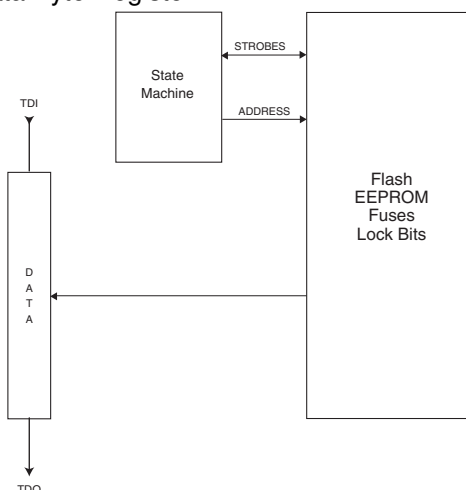 STROBES
State
Machine
TDI
ADDRESS
Flash
EEPROM
Fuses
Lock Bits
D
A
T
A